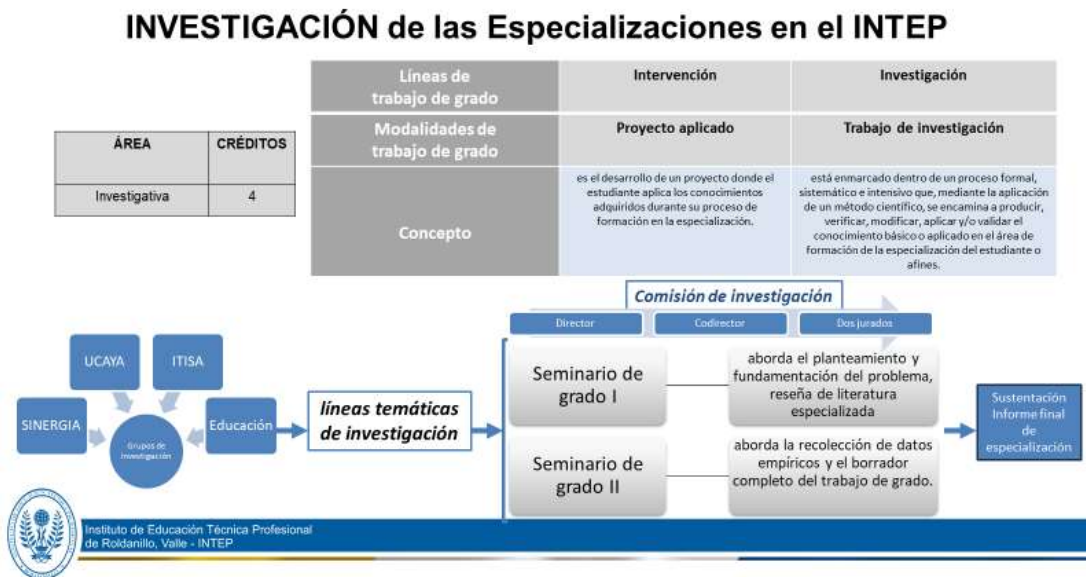 INVESTIGACIÓN de las Especializaciones en el INTEP
ÁREA
CRÉDITOS
Investigativa
4
Líneas de
trabajo de grado
Intervención
Investigación
Modalidades de
trabajo de grado
Proyecto aplicado
Trabajo de investigación
Concepto
es el desarrollo de un proyecto donde el
estudiante aplica los conocimientos
adquiridos durante su proceso de
formación en la especialización.
está enmarcado dentro de un proceso formal,
sistemático e intensivo que, mediante la aplicación
de un método científico, se encamina a producir,
verificar, modificar, aplicar y/o validar el
conocimiento básico o aplicado en el área de
formación de la especialización del estudiante o
afines.
Comisión de investigación
Director
Codirector
Dos jurados
SINERGIA
UCAYA
ITISA
Educación
Grupos de
investigación
líneas temáticas
de investigación
Seminario de
grado I
aborda el planteamiento y
fundamentación del problema,
reseña de literatura
especializada
Seminario de
grado II
aborda la recolección de datos
empíricos y el borrador
completo del trabajo de grado.
Sustentación
Informe final
de
especialización
Instituto de Educación Técnica Profesional
de Roldanillo, Valle - INTEP